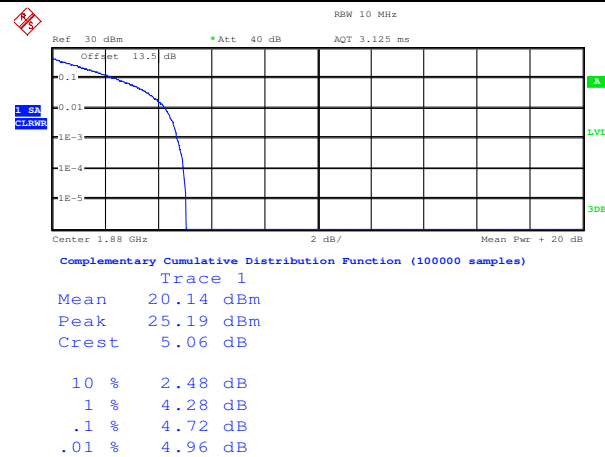 R S
RBW 10 MHz
Ref 30 dBm *Att 40 dB AQT 3.125 ms
Offset 13.5 dB
0.1
A
0.01
1 SA
CLRWR
LVL
1E-3
1E-4
1E-5
3DB
Center 1.88 GHz 2 dB/ Mean Pwr + 20 dB
Complementary Cumulative Distribution Function (100000 samples)
Trace 1
Mean 20.14 dBm
Peak 25.19 dBm
Crest 5.06 dB
10 % 2.48 dB
1 % 4.28 dB
.1 % 4.72 dB
.01 % 4.96 dB